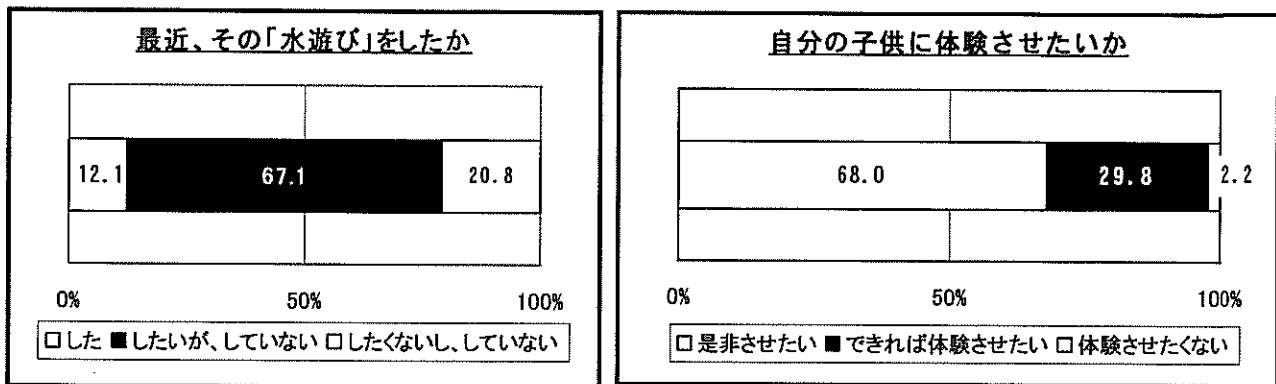 最近、その「水遊び」をしたか
12.1 67.1 20.8
0% 50% 100%
□した ■したいが、していない □したくないし、していない
自分の子供に体験させたいか
68.0 29.8 2.2
0% 50% 100%
□是非させたい ■できれば体験させたい □体験させたくない